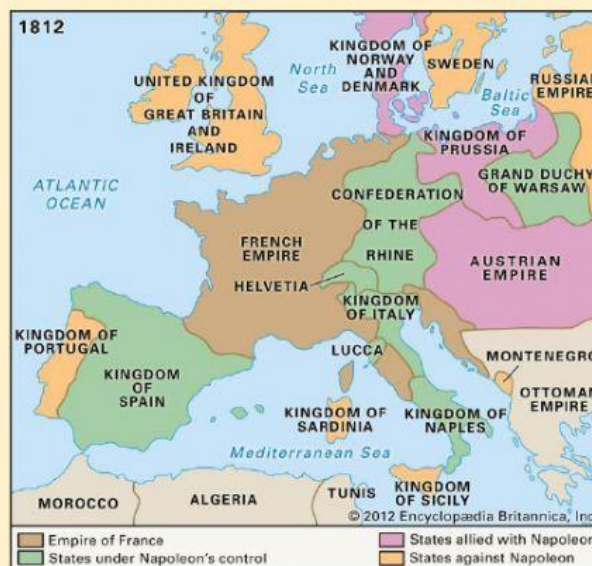 1812
KINGDOM OF
NORWAY
AND
DENMARK
North
Sea
SWEDEN
RUSSIAN
EMPIRE
UNITED KINGDOM
OF
GREAT BRITAIN
AND
IRELAND
Baltic
Sea
KINGDOM OF
PRUSSIA
GRAND DUCHY
OF WARSAW
ATLANTIC
OCEAN
CONFEDERATION
OF THE
RHINE
FRENCH
EMPIRE
AUSTRIAN
EMPIRE
HELVETIA
KINGDOM
OF ITALY
KINGDOM OF
PORTUGAL
LUCCA
MONTENEGRO
KINGDOM
OF
SPAIN
OTTOMAN
EMPIRE
KINGDOM OF
SARDINIA
KINGDOM OF
NAPLES
Mediterranean Sea
KINGDOM
OF SICILY
MOROCCO
ALGERIA
TUNIS
© 2012 Encyclopædia Britannica, Inc
Empire of France
States allied with Napoleon
States under Napoleon's control
States against Napoleon